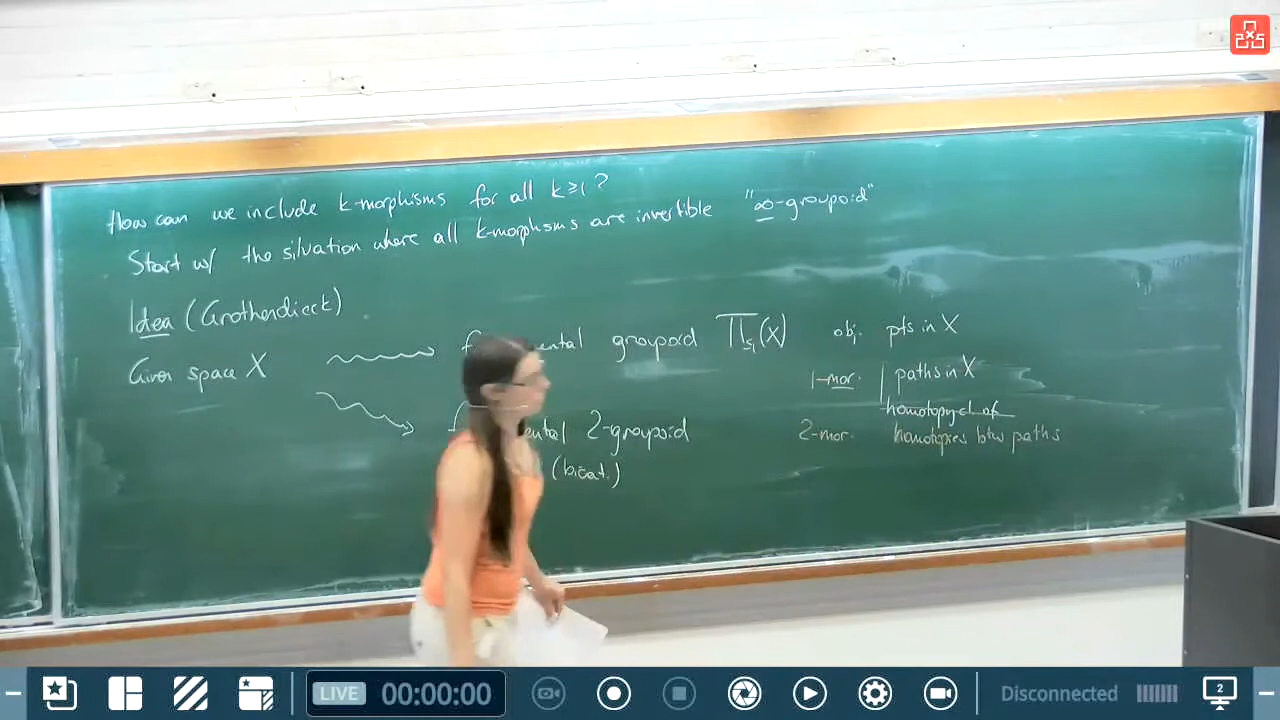 How can we include k-morphisms for all k≥1?
Start w/ the situation where all k-morphisms are invertible "∞-groupoid"
Idea (Grothendieck)
Given space X groupoid Π≤1(X) obj. pts in X
1-mor. paths in X
homotopy cl of
2-groupoid 2-mor. homotopies btw paths
(bicat.)
LIVE 00:00:00 Disconnected 2